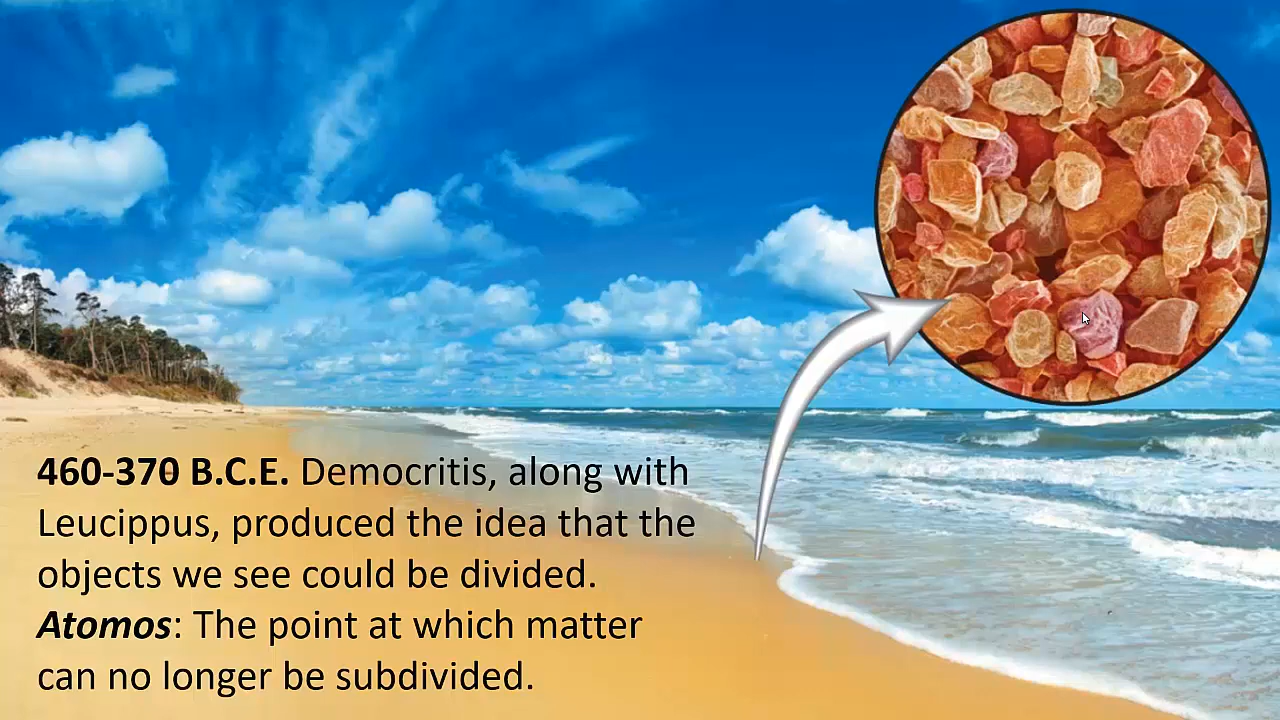 460-370 B.C.E. Democritis, along with
Leucippus, produced the idea that the
objects we see could be divided.
Atomos: The point at which matter
can no longer be subdivided.